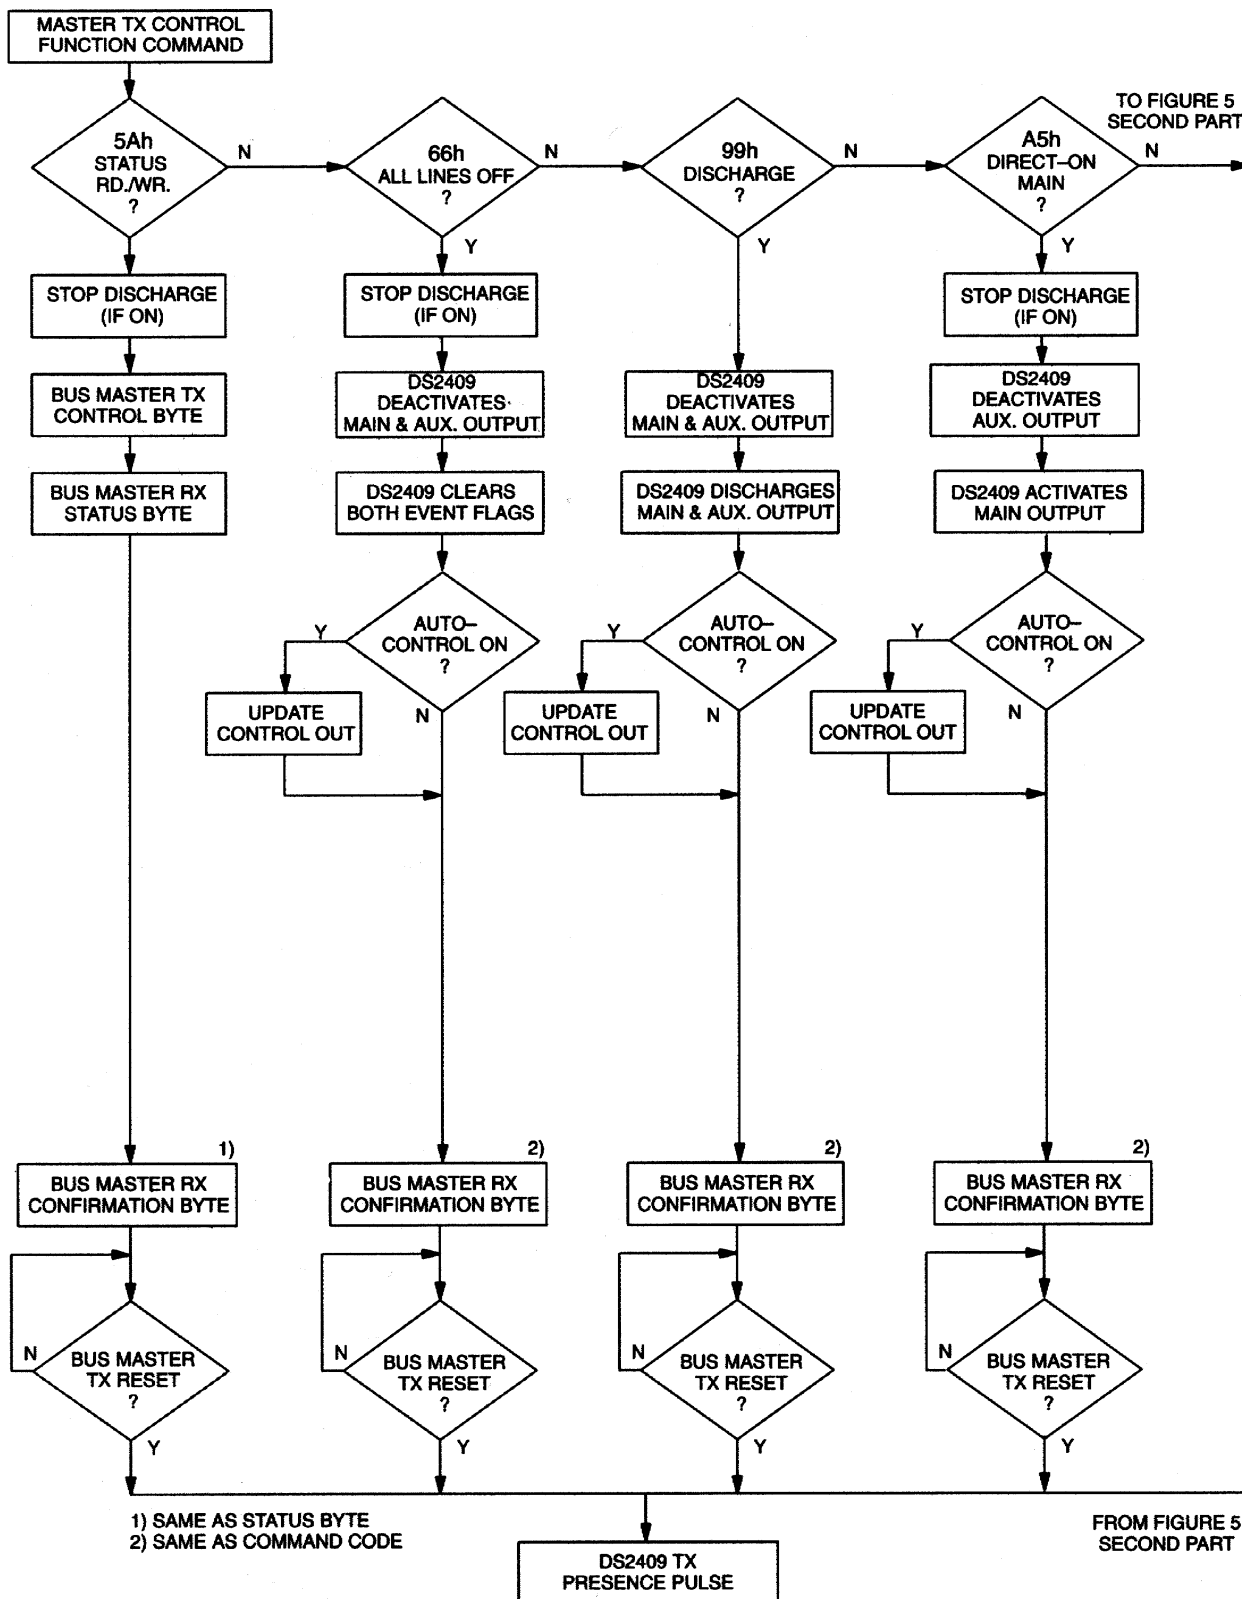 MASTER TX CONTROL
FUNCTION COMMAND
5Ah
STATUS
RD./WR.
?
N
66h
ALL LINES OFF
?
N
Y
99h
DISCHARGE
?
N
Y
A5h
DIRECT–ON
MAIN
?
N
Y
TO FIGURE 5
SECOND PART
STOP DISCHARGE
(IF ON)
BUS MASTER TX
CONTROL BYTE
BUS MASTER RX
STATUS BYTE
STOP DISCHARGE
(IF ON)
DS2409
DEACTIVATES
MAIN & AUX. OUTPUT
DS2409 CLEARS
BOTH EVENT FLAGS
AUTO–
CONTROL ON
?
Y
N
UPDATE
CONTROL OUT
DS2409
DEACTIVATES
MAIN & AUX. OUTPUT
DS2409 DISCHARGES
MAIN & AUX. OUTPUT
AUTO–
CONTROL ON
?
Y
N
UPDATE
CONTROL OUT
STOP DISCHARGE
(IF ON)
DS2409
DEACTIVATES
AUX. OUTPUT
DS2409 ACTIVATES
MAIN OUTPUT
AUTO–
CONTROL ON
?
Y
N
UPDATE
CONTROL OUT
1)
BUS MASTER RX
CONFIRMATION BYTE
N
BUS MASTER
TX RESET
?
Y
2)
BUS MASTER RX
CONFIRMATION BYTE
N
BUS MASTER
TX RESET
?
Y
2)
BUS MASTER RX
CONFIRMATION BYTE
N
BUS MASTER
TX RESET
?
Y
2)
BUS MASTER RX
CONFIRMATION BYTE
N
BUS MASTER
TX RESET
?
Y
1) SAME AS STATUS BYTE
2) SAME AS COMMAND CODE
DS2409 TX
PRESENCE PULSE
FROM FIGURE 5
SECOND PART